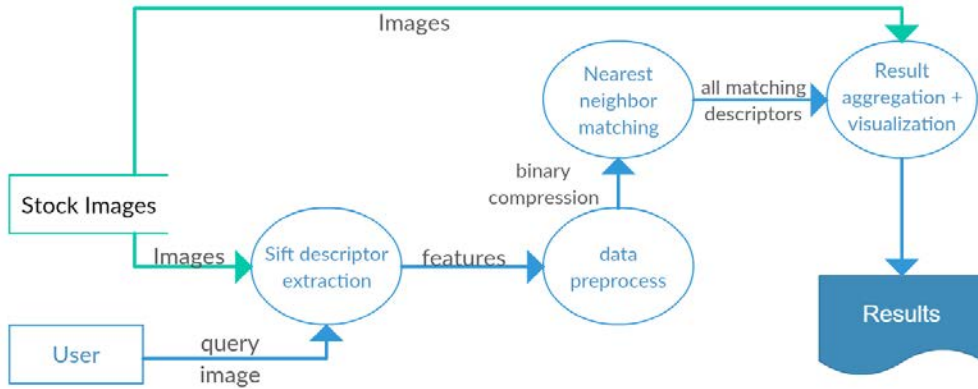 Images
Nearest
neighbor
matching
all matching
descriptors
Result
aggregation +
visualization
Stock Images
binary
compression
Images
Sift descriptor
extraction
features
data
preprocess
Results
User
query
image